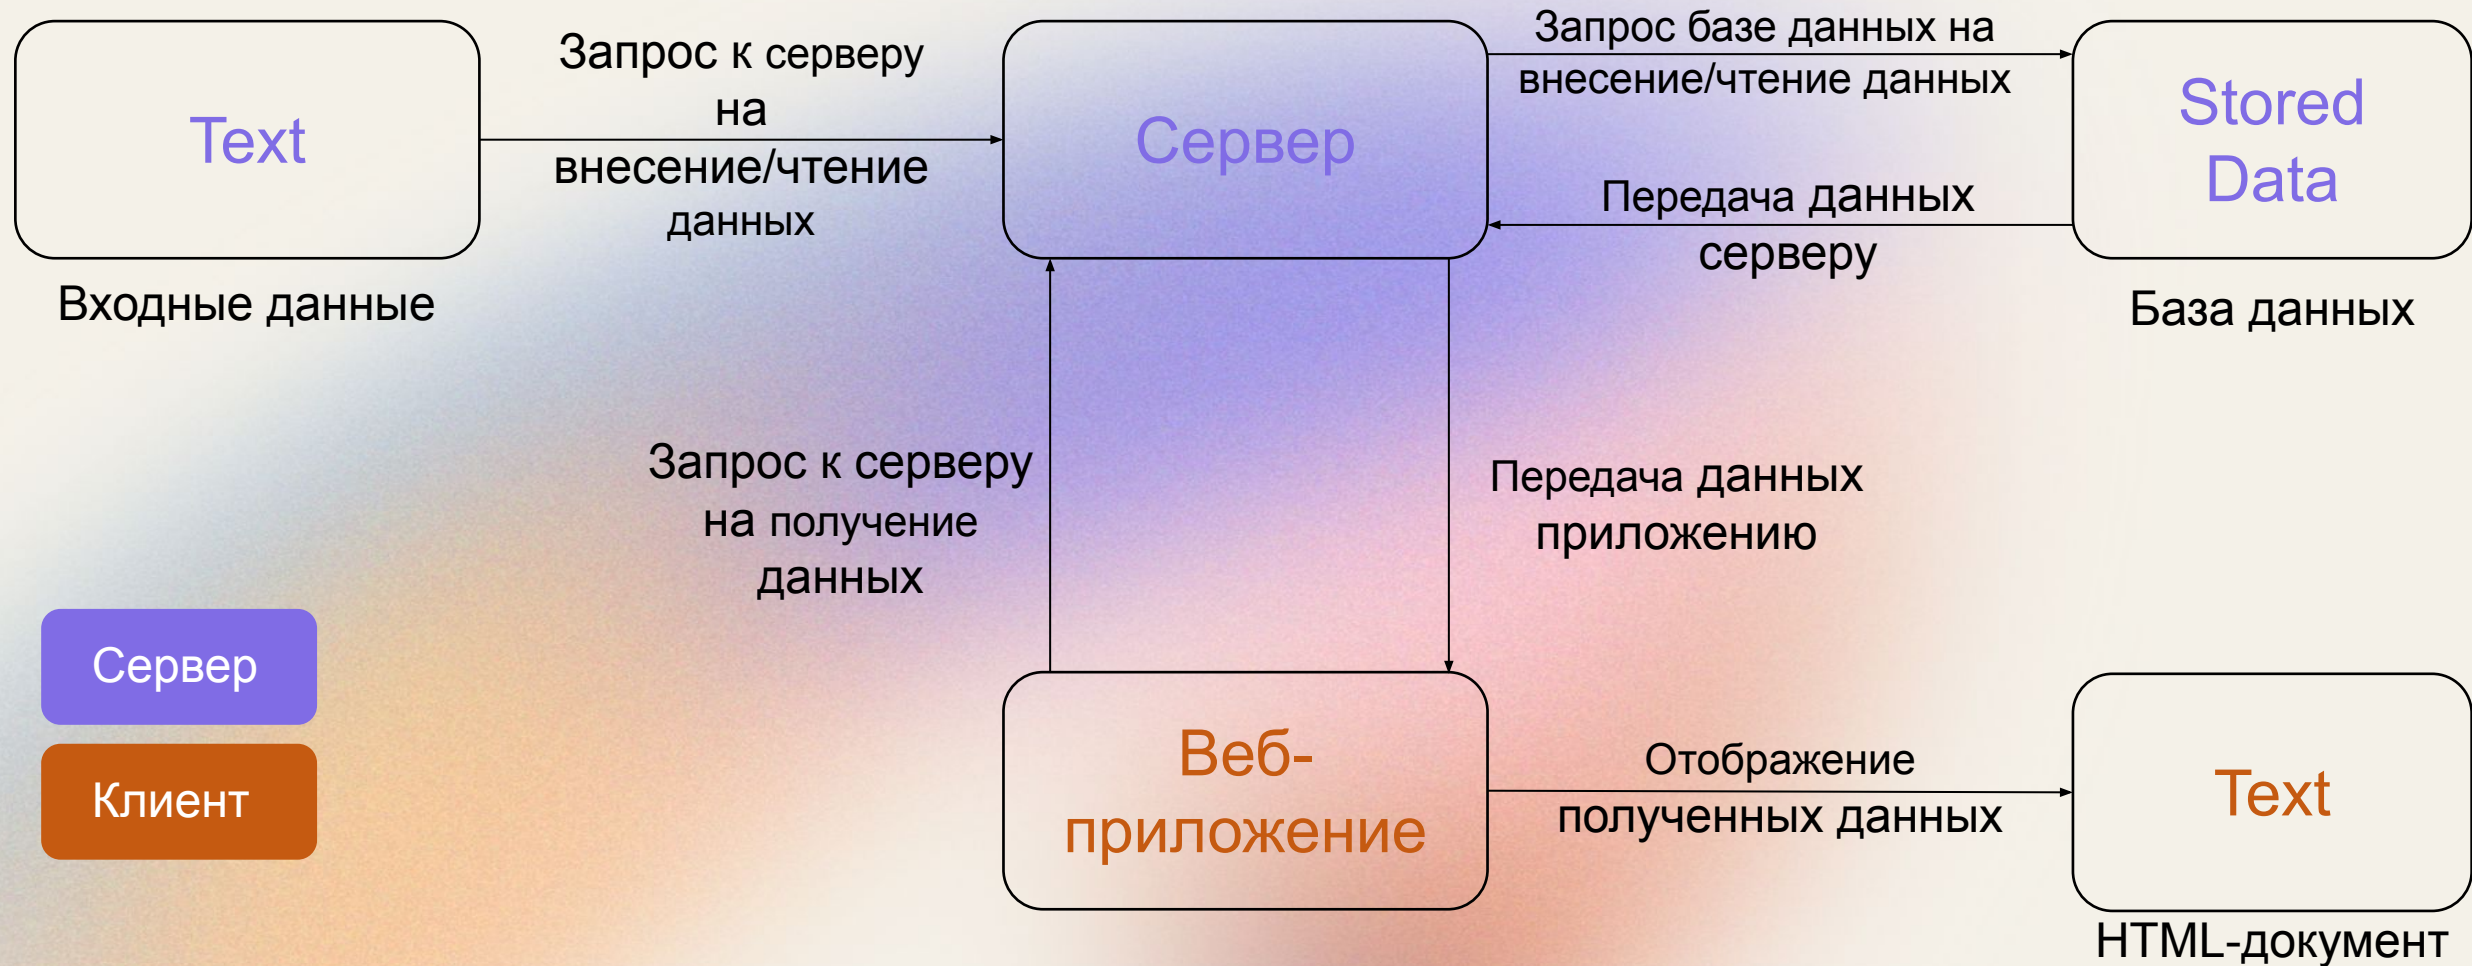 Text
Входные данные
Запрос к серверу
на
внесение/чтение
данных
Сервер
Запрос базе данных на
внесение/чтение данных
Передача данных
серверу
Stored
Data
База данных
Запрос к серверу
на получение
данных
Передача данных
приложению
Сервер
Клиент
Веб-
приложение
Отображение
полученных данных
Text
HTML-документ